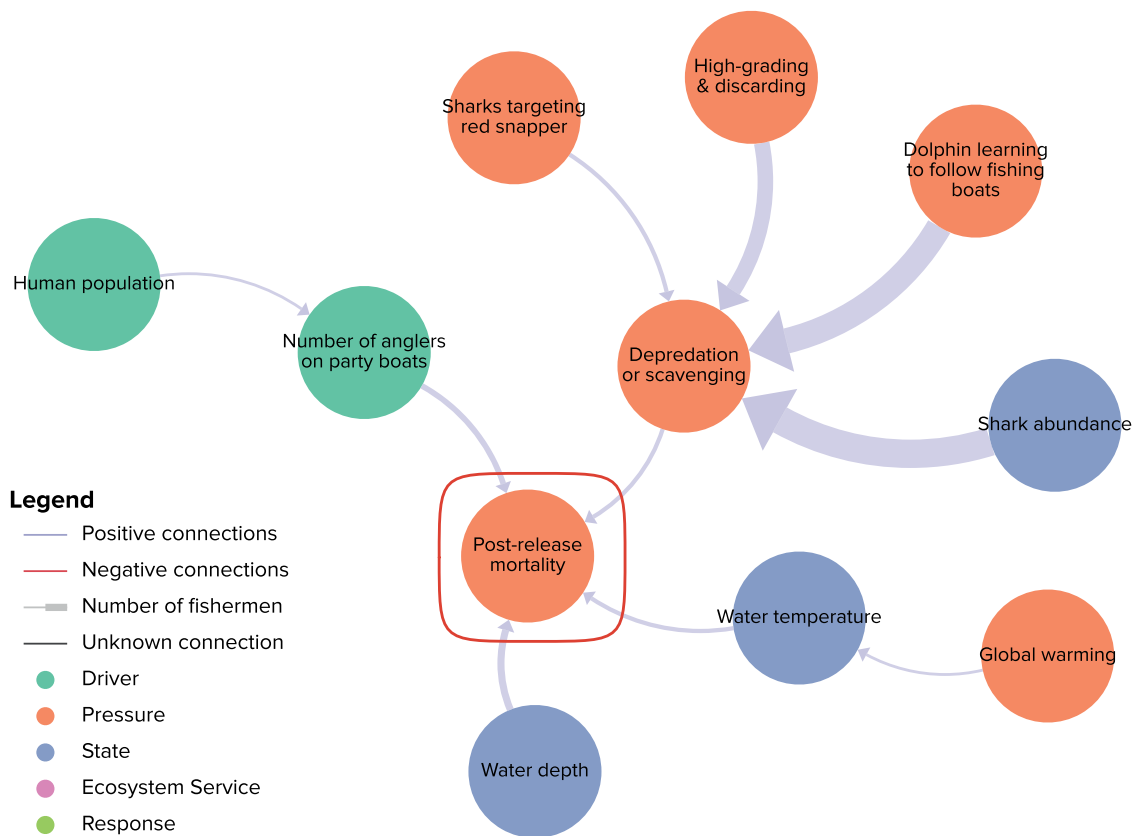 High-grading
& discarding
Sharks targeting
red snapper
Dolphin learning
to follow fishing
boats
Human population
Number of anglers
on party boats
Depredation
or scavenging
Shark abundance
Post-release
mortality
Water temperature
Global warming
Water depth
Legend
Positive connections
Negative connections
Number of fishermen
Unknown connection
Driver
Pressure
State
Ecosystem Service
Response